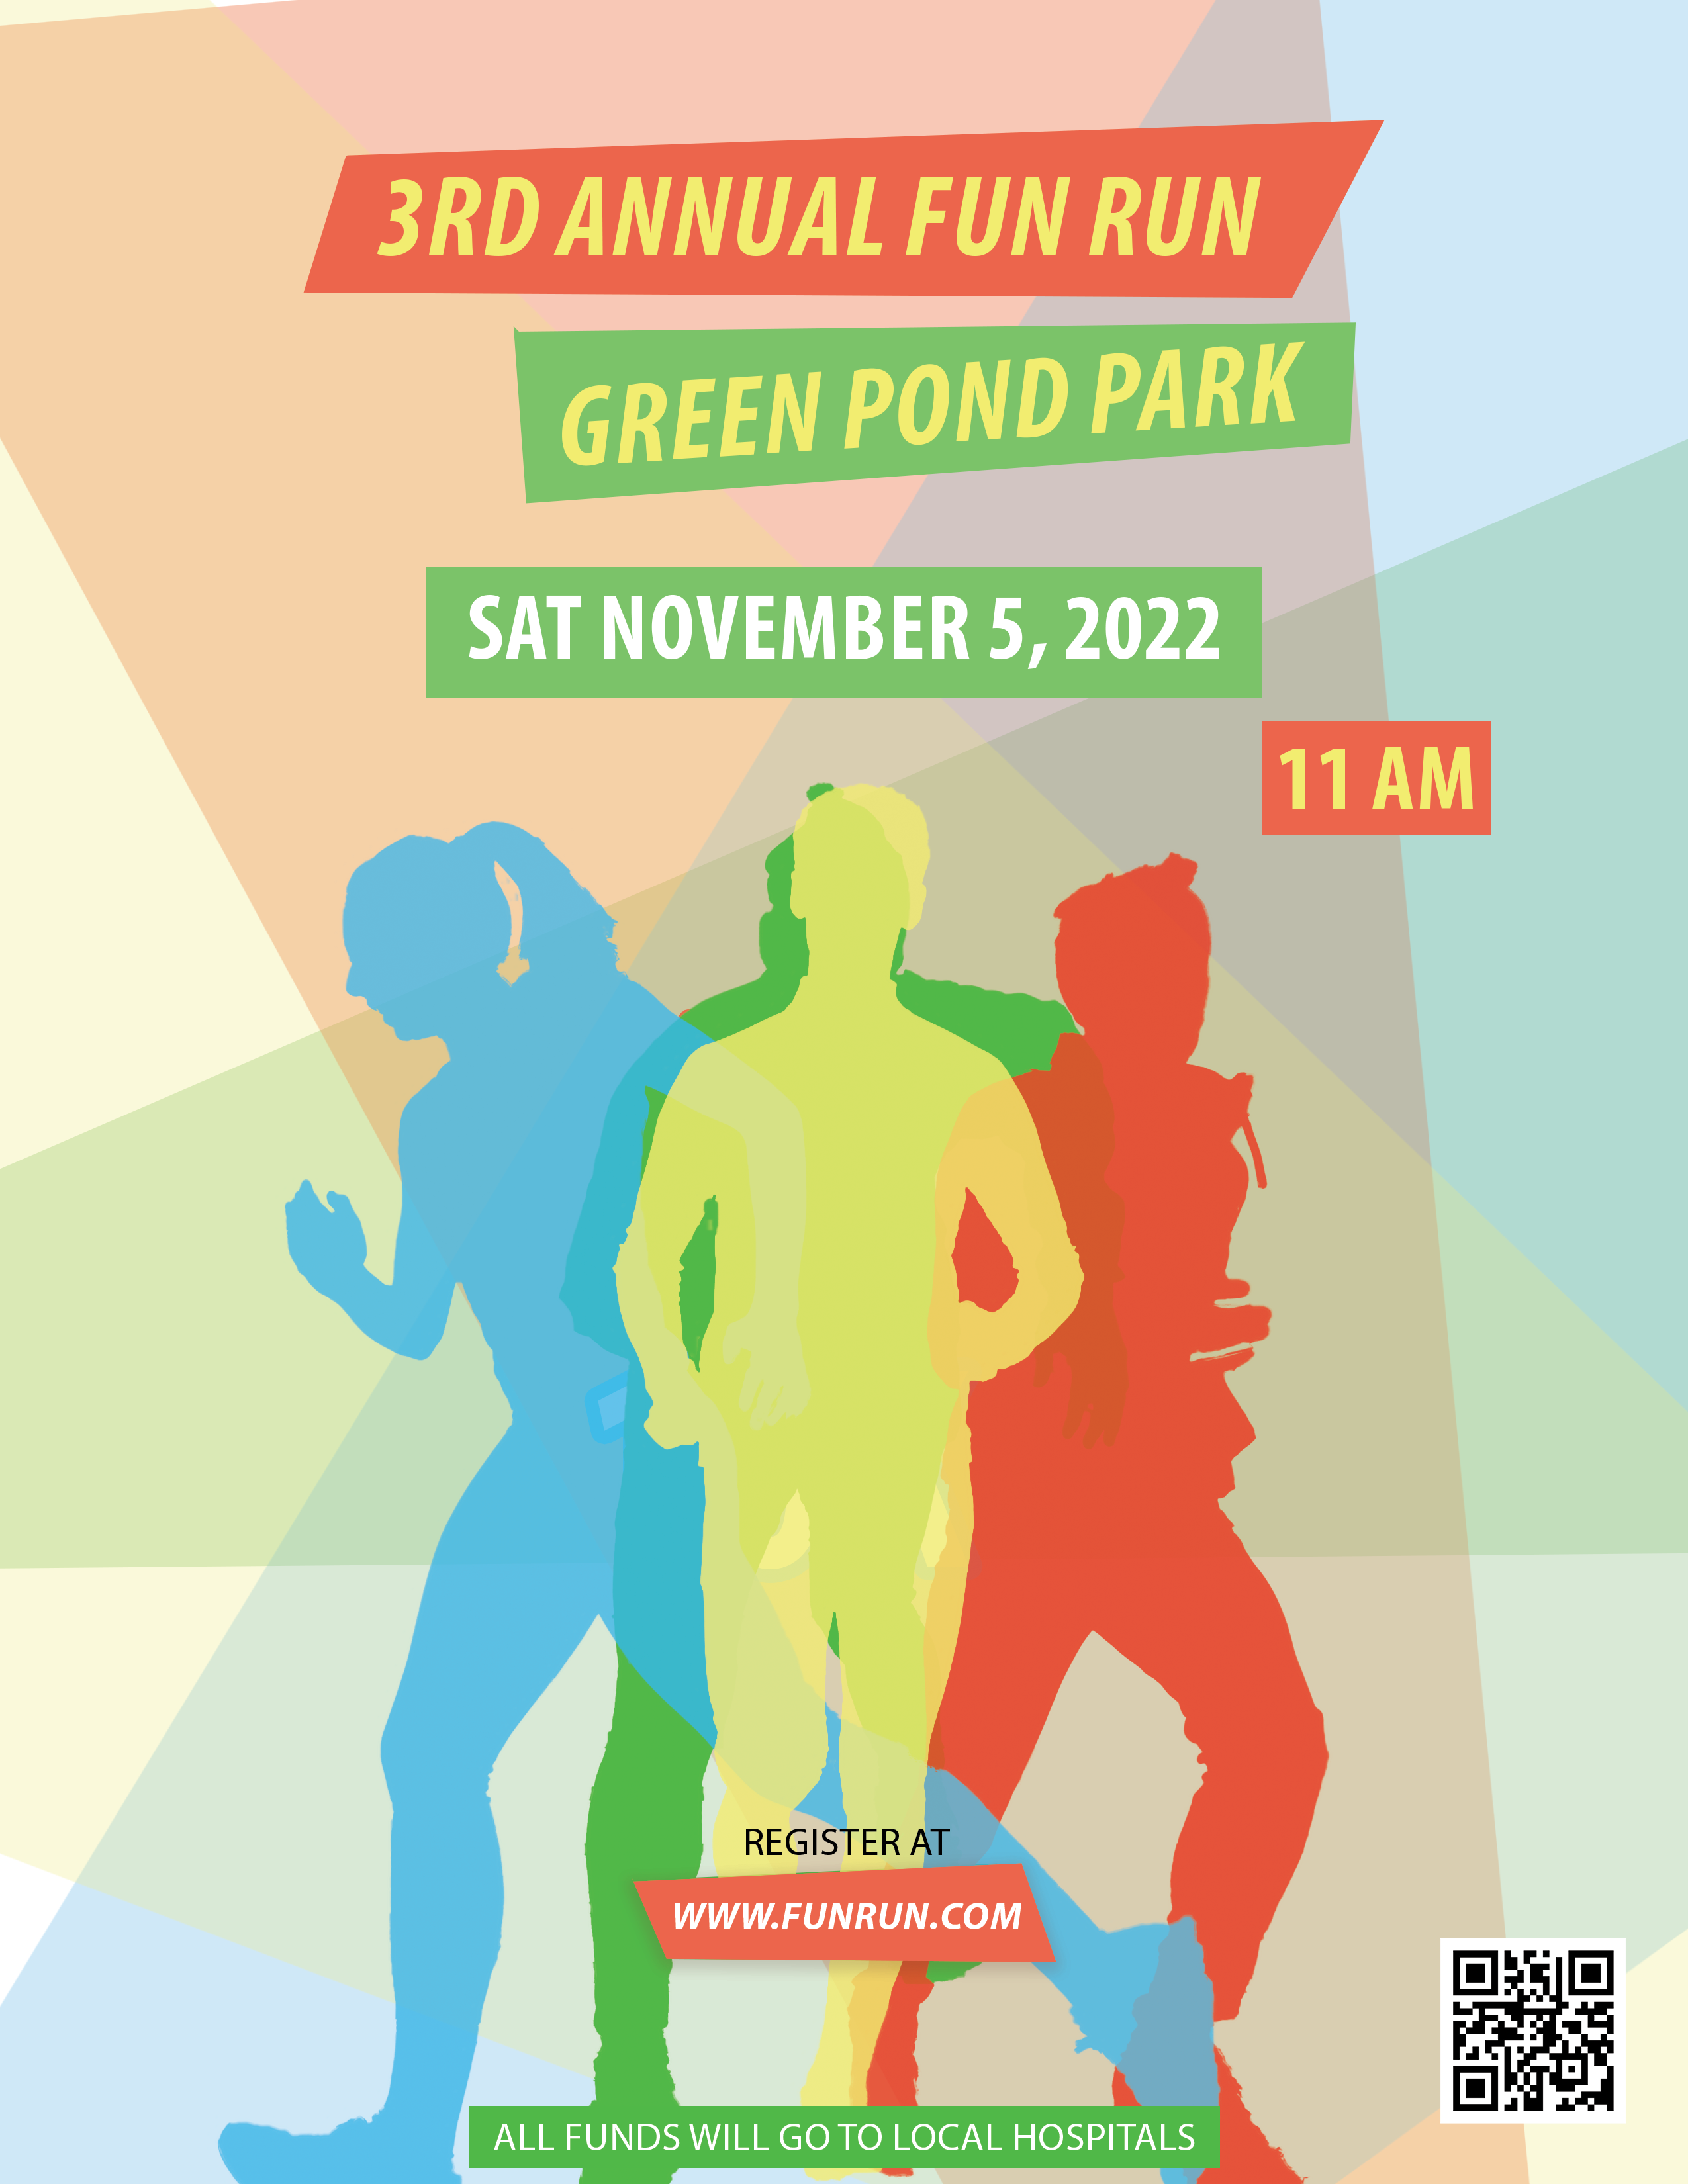 3RD ANNUAL FUN RUN
GREEN POND PARK
SAT NOVEMBER 5, 2022
11 AM
REGISTER AT
WWW.FUNRUN.COM
ALL FUNDS WILL GO TO LOCAL HOSPITALS